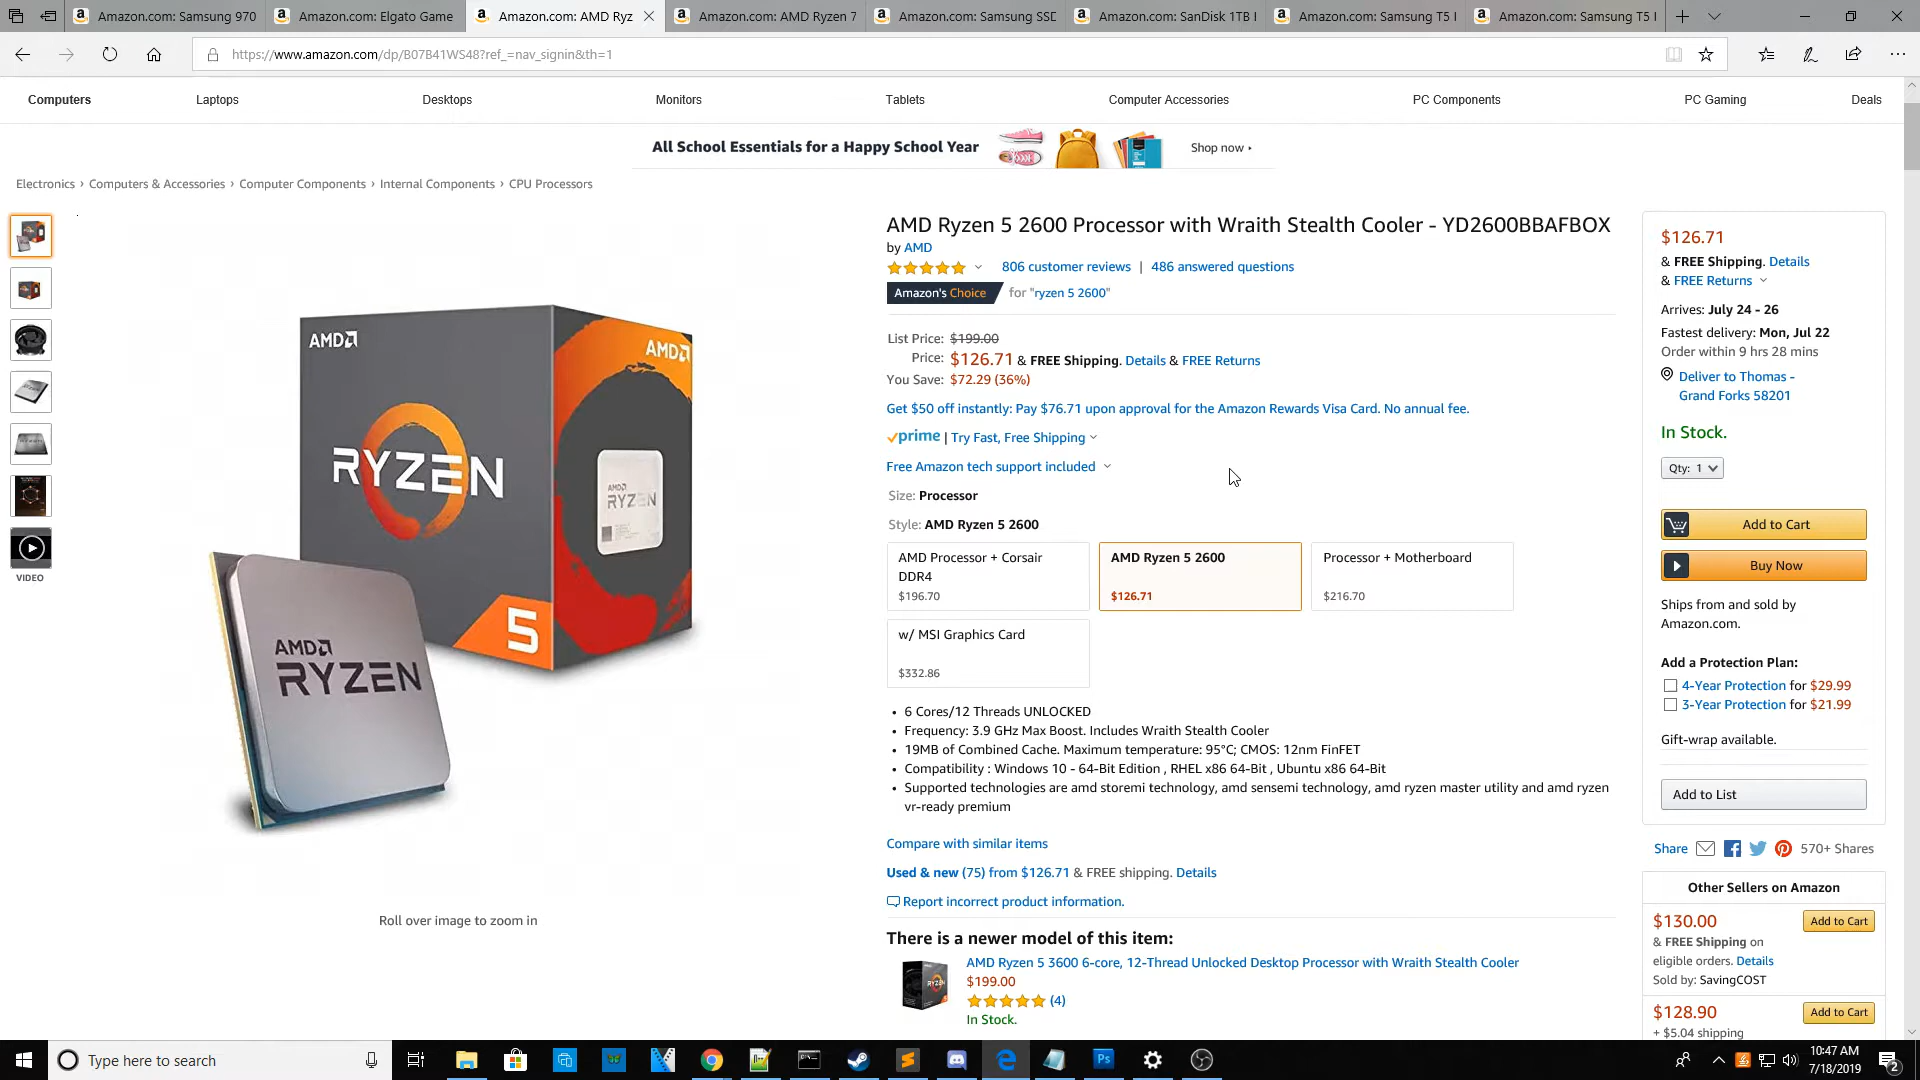 Amazon.com: Samsung 970
Amazon.com: Elgato Game
Amazon.com: AMD Ryz
Amazon.com: AMD Ryzen 7
Amazon.com: Samsung SSD
Amazon.com: SanDisk 1TB
Amazon.com: Samsung T5
Amazon.com: Samsung T5
https://www.amazon.com/dp/B07B41WS48?ref_=nav_signin&th=1
Computers
Laptops
Desktops
Monitors
Tablets
Computer Accessories
PC Components
PC Gaming
Deals
All School Essentials for a Happy School Year
Shop now ▸
Electronics › Computers & Accessories › Computer Components › Internal Components › CPU Processors
VIDEO
AMD
AMD
RYZEN
AMD
RYZEN
5
AMD
RYZEN
Roll over image to zoom in
AMD Ryzen 5 2600 Processor with Wraith Stealth Cooler - YD2600BBAFBOX
by AMD
806 customer reviews | 486 answered questions
Amazon's Choice for "ryzen 5 2600"
List Price: $199.00
Price: $126.71 & FREE Shipping. Details & FREE Returns
You Save: $72.29 (36%)
Get $50 off instantly: Pay $76.71 upon approval for the Amazon Rewards Visa Card. No annual fee.
prime | Try Fast, Free Shipping
Free Amazon tech support included
Size: Processor
Style: AMD Ryzen 5 2600
AMD Processor + Corsair
DDR4
$196.70
AMD Ryzen 5 2600
$126.71
Processor + Motherboard
$216.70
w/ MSI Graphics Card
$332.86
• 6 Cores/12 Threads UNLOCKED
• Frequency: 3.9 GHz Max Boost. Includes Wraith Stealth Cooler
• 19MB of Combined Cache. Maximum temperature: 95°C; CMOS: 12nm FinFET
• Compatibility : Windows 10 - 64-Bit Edition , RHEL x86 64-Bit , Ubuntu x86 64-Bit
• Supported technologies are amd storemi technology, amd sensemi technology, amd ryzen master utility and amd ryzen
vr-ready premium
Compare with similar items
Used & new (75) from $126.71 & FREE shipping. Details
Report incorrect product information.
There is a newer model of this item:
AMD Ryzen 5 3600 6-core, 12-Thread Unlocked Desktop Processor with Wraith Stealth Cooler
$199.00
(4)
In Stock.
$126.71
& FREE Shipping. Details
& FREE Returns
Arrives: July 24 - 26
Fastest delivery: Mon, Jul 22
Order within 9 hrs 28 mins
Deliver to Thomas -
Grand Forks 58201
In Stock.
Qty: 1
Add to Cart
Buy Now
Ships from and sold by
Amazon.com.
Add a Protection Plan:
4-Year Protection for $29.99
3-Year Protection for $21.99
Gift-wrap available.
Add to List
Share
570+ Shares
Other Sellers on Amazon
$130.00
Add to Cart
& FREE Shipping on
eligible orders. Details
Sold by: SavingCOST
$128.90
Add to Cart
+ $5.04 shipping
Type here to search
Ps
10:47 AM
7/18/2019
2